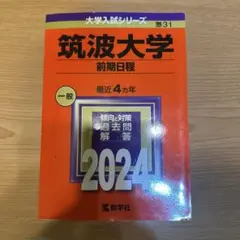 大学入試シリーズ
31
筑波大学
前期日程
一般
最近4カ年
傾向と対策
過去問
解答
2024
教学社